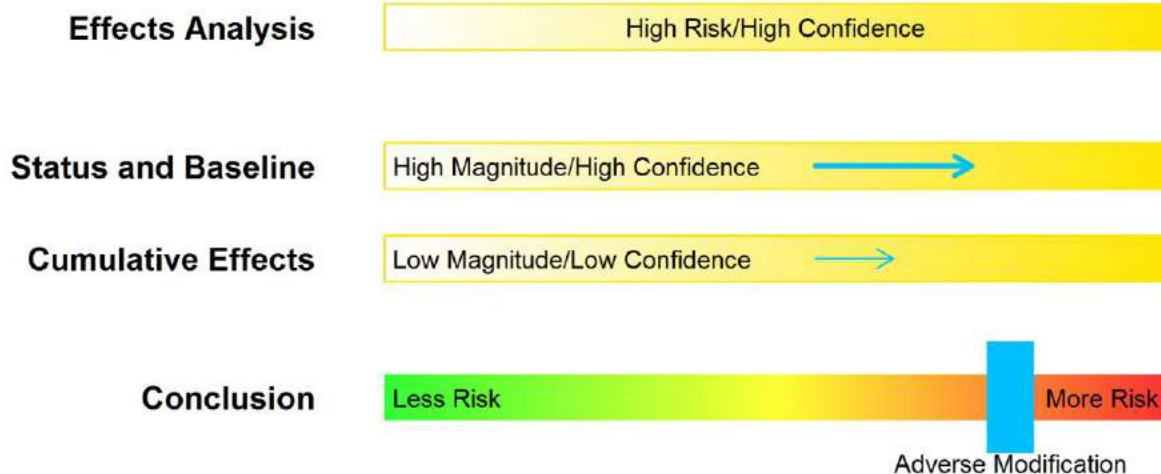 Effects Analysis High Risk/High Confidence
Status and Baseline High Magnitude/High Confidence
Cumulative Effects Low Magnitude/Low Confidence
Conclusion Less Risk More Risk
Adverse Modification